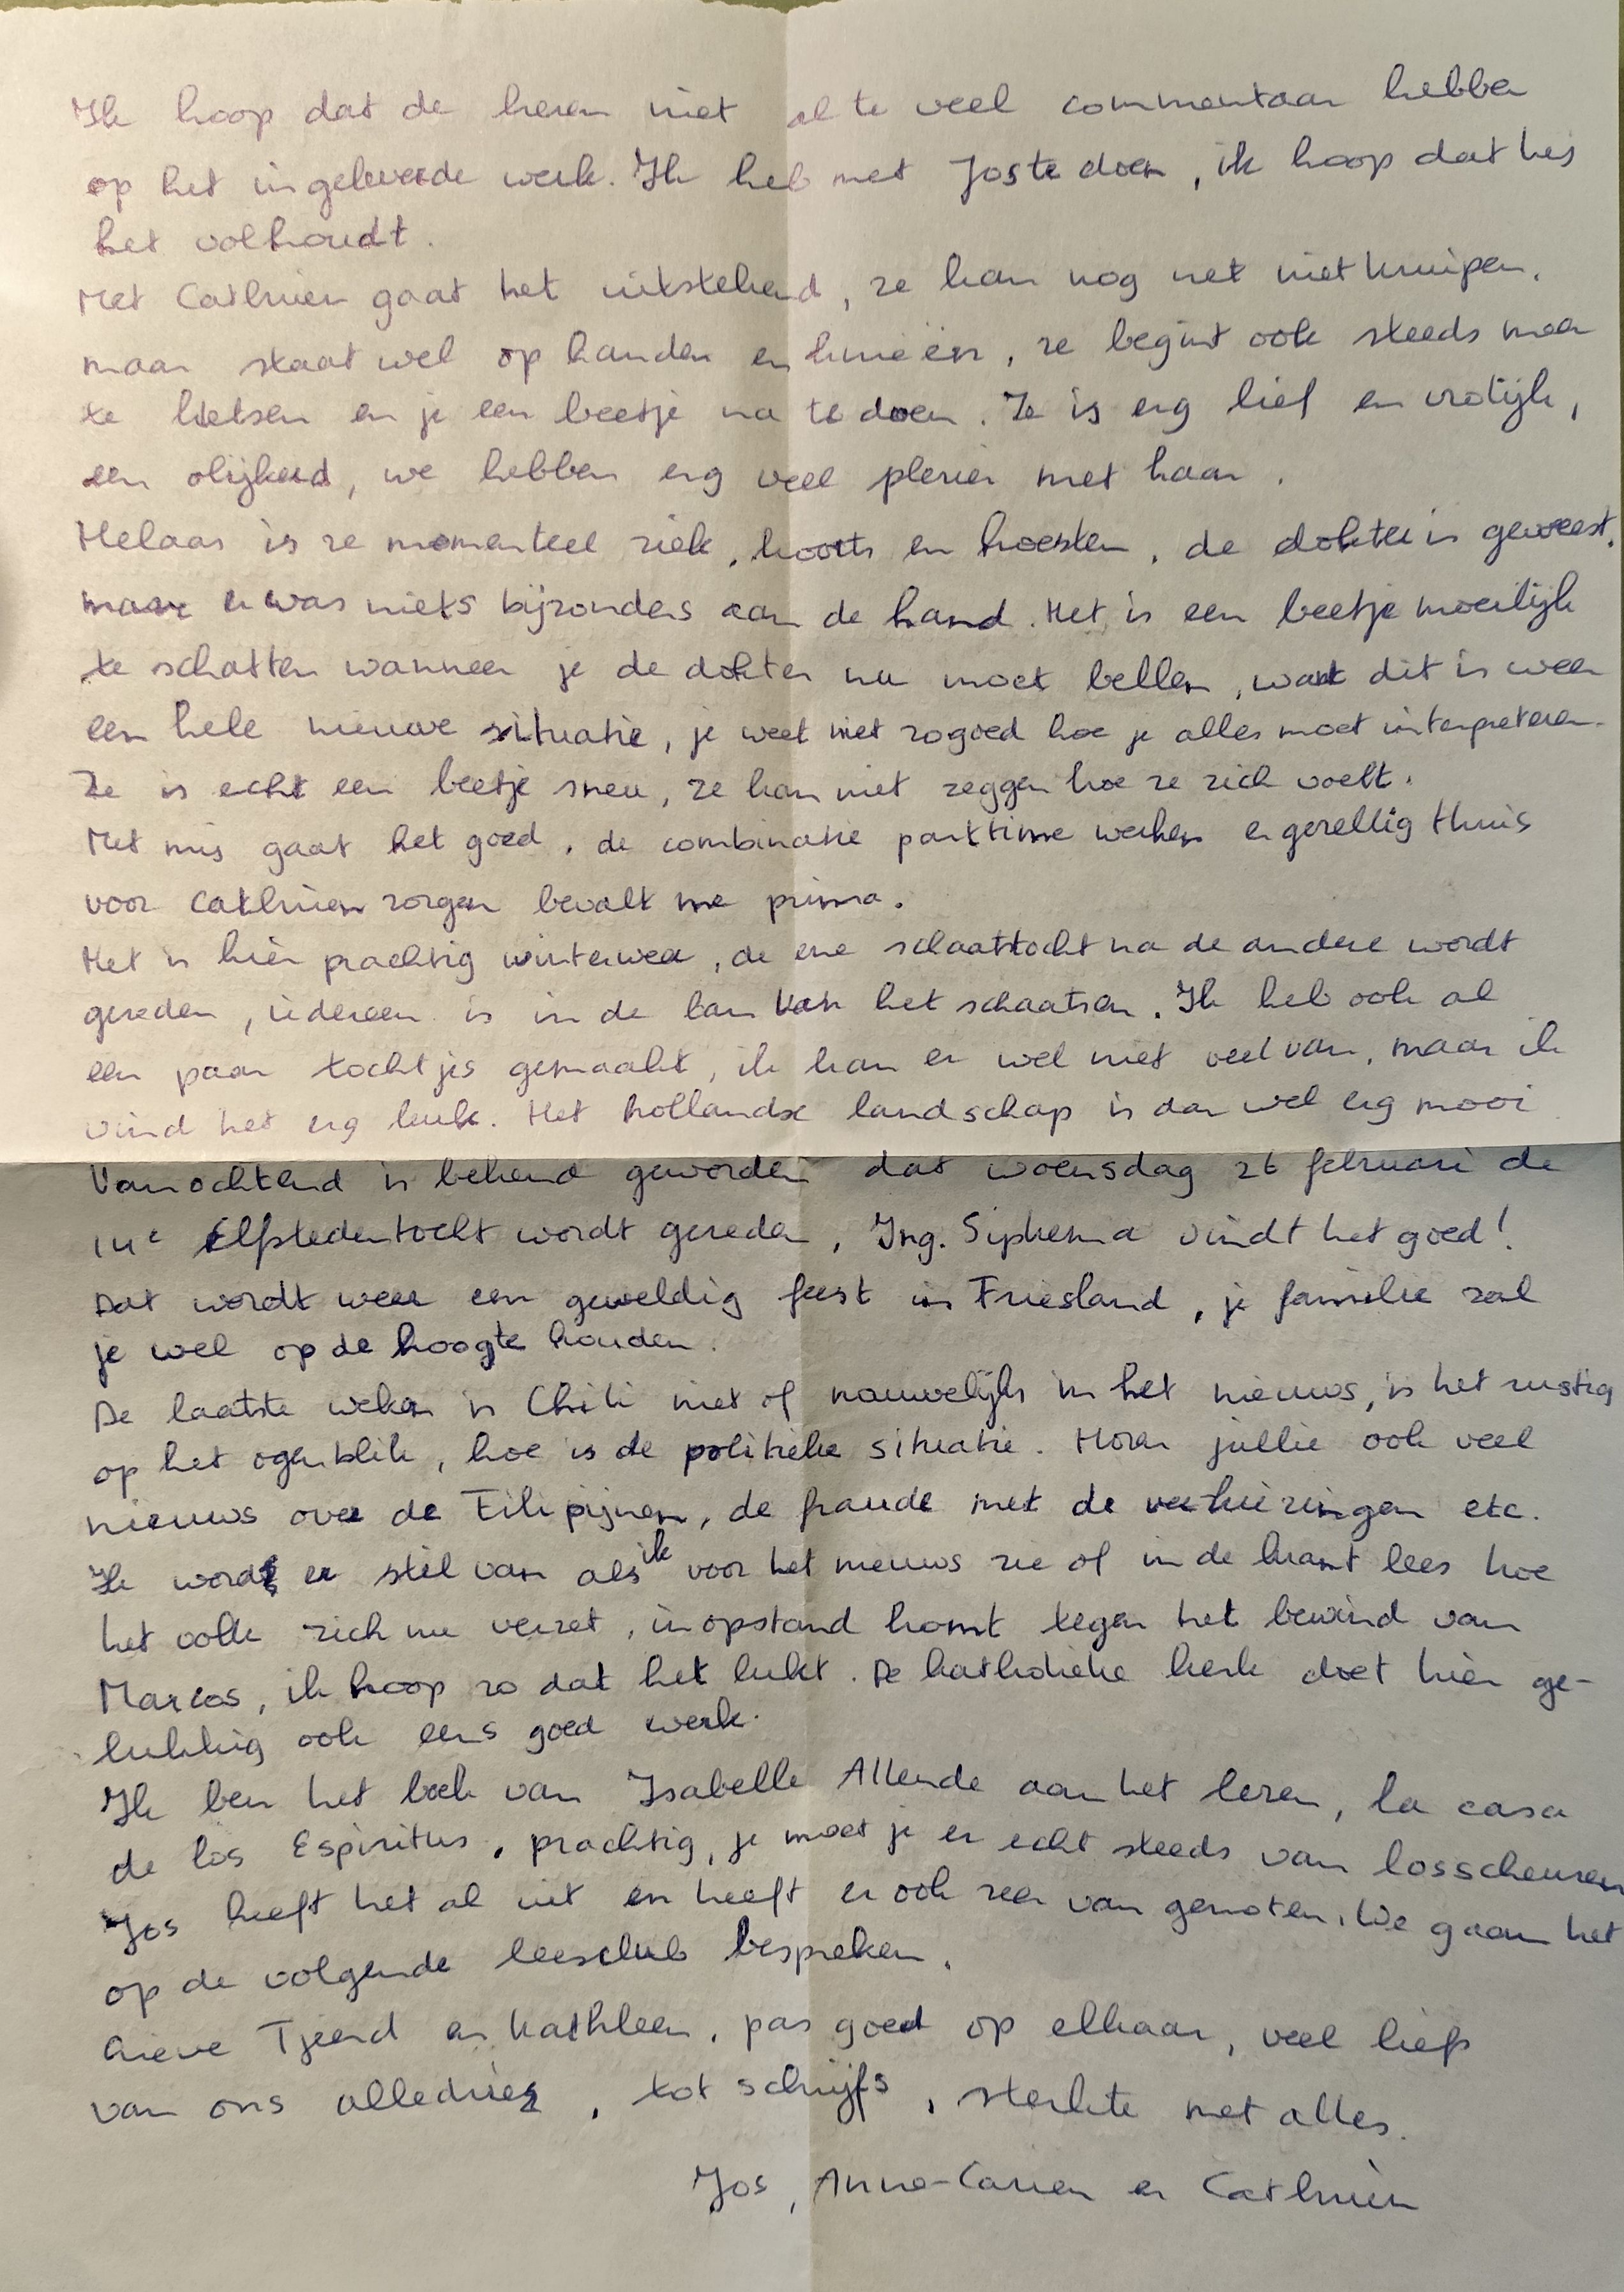 Ik hoop dat de heren niet al te veel commentaar hebben
op het ingeleverde werk. Ik heb met Jos te doen, ik hoop dat hij
het volhoudt.
Met Cathrien gaat het uitstekend, ze kan nog net niet kruipen,
maar staat wel op handen en knieën, ze begint ook steeds meer
te kletsen en je een beetje na te doen. Ze is erg lief en vrolijk,
een olijkerd, we hebben erg veel plezier met haar.
Helaas is ze momenteel ziek, koorts en hoesten, de dokter is geweest,
maar er was niets bijzonders aan de hand. Het is een beetje moeilijk
te schatten wanneer je de dokter nu moet bellen, want dit is weer
een hele nieuwe situatie, je weet niet zo goed hoe je alles moet interpreteren.
Ze is echt een beetje sneu, ze kan niet zeggen hoe ze zich voelt.
Met mij gaat het goed, de combinatie parttime werken en gezellig thuis
voor Cathrien zorgen bevalt me prima.
Het is hier prachtig winterweer, de ene schaatstocht na de andere wordt
gereden, iedereen is in de ban van het schaatsen. Ik heb ook al
een paar tochtjes gemaakt, ik kan er wel niet veel van, maar ik
vind het erg leuk. Het hollandse landschap is dan wel erg mooi
Vanochtend is bekend geworden dat woensdag 26 februari de
14e Elfstedentocht wordt gereden, Ing. Sipkema vindt het goed!
Dat wordt weer een geweldig feest in Friesland, je familie zal
je wel op de hoogte houden.
De laatste weken is Chili niet of nauwelijks in het nieuws, is het rustig
op het ogenblik, hoe is de politieke situatie. Horen jullie ook veel
nieuws over de Filipijnen, de fraude met de verkiezingen etc.
Ik word er stil van als ik voor het nieuws zie of in de krant lees hoe
het volk zich nu verzet, in opstand komt tegen het bewind van
Marcos, ik hoop zo dat het lukt. De katholieke kerk doet hier ge-
lukkig ook eens goed werk.
Ik ben het boek van Isabelle Allende aan het lezen, la casa
de los Espiritus, prachtig, je moet je er echt steeds van losscheuren
Jos heeft het al uit en heeft er ook zeer van genoten. We gaan het
op de volgende leesclub bespreken.
Lieve Tjeerd en Kathleen, pas goed op elkaar, veel liefs
van ons alledrie, tot schrijfs, sterkte met alles.
Jos, Anne-Carien en Cathrien